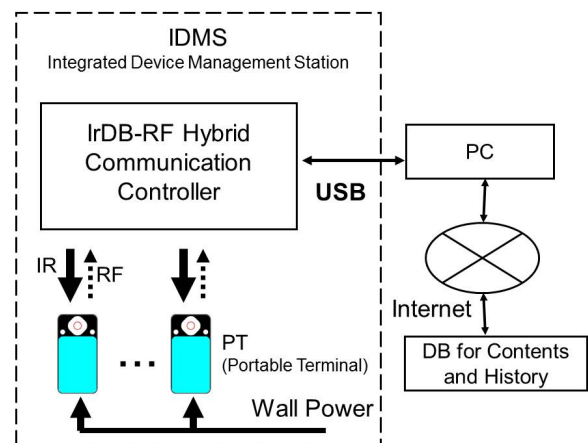 IDMS
Integrated Device Management Station
IrDB-RF Hybrid
Communication
Controller
USB
PC
IR
RF
Internet
PT
(Portable Terminal)
DB for Contents
and History
Wall Power